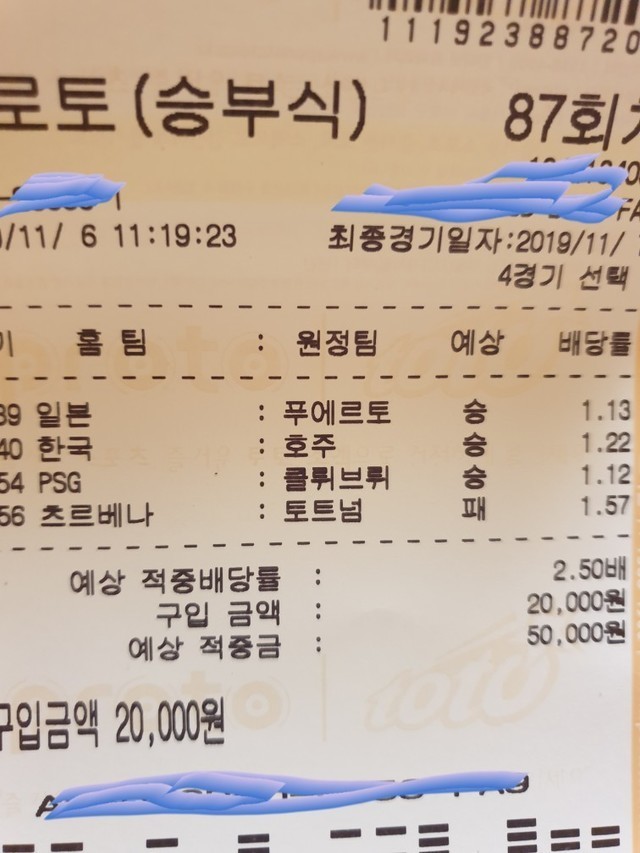 111923887 20
로토(승부식) 87회
/11/ 6 11:19:23 최종경기일자:2019/11/
4경기 선택
홈 팀 : 원정팀 예상 배당률
39 일본 : 푸에르토 승 1.13
40 한국 : 호주 승 1.22
54 PSG : 클뤼브뤼 승 1.12
56 츠르베나 : 토트넘 패 1.57
예상 적중배당률 : 2.50배
구입 금액 : 20,000원
예상 적중금 : 50,000원
구입금액 20,000원
toto